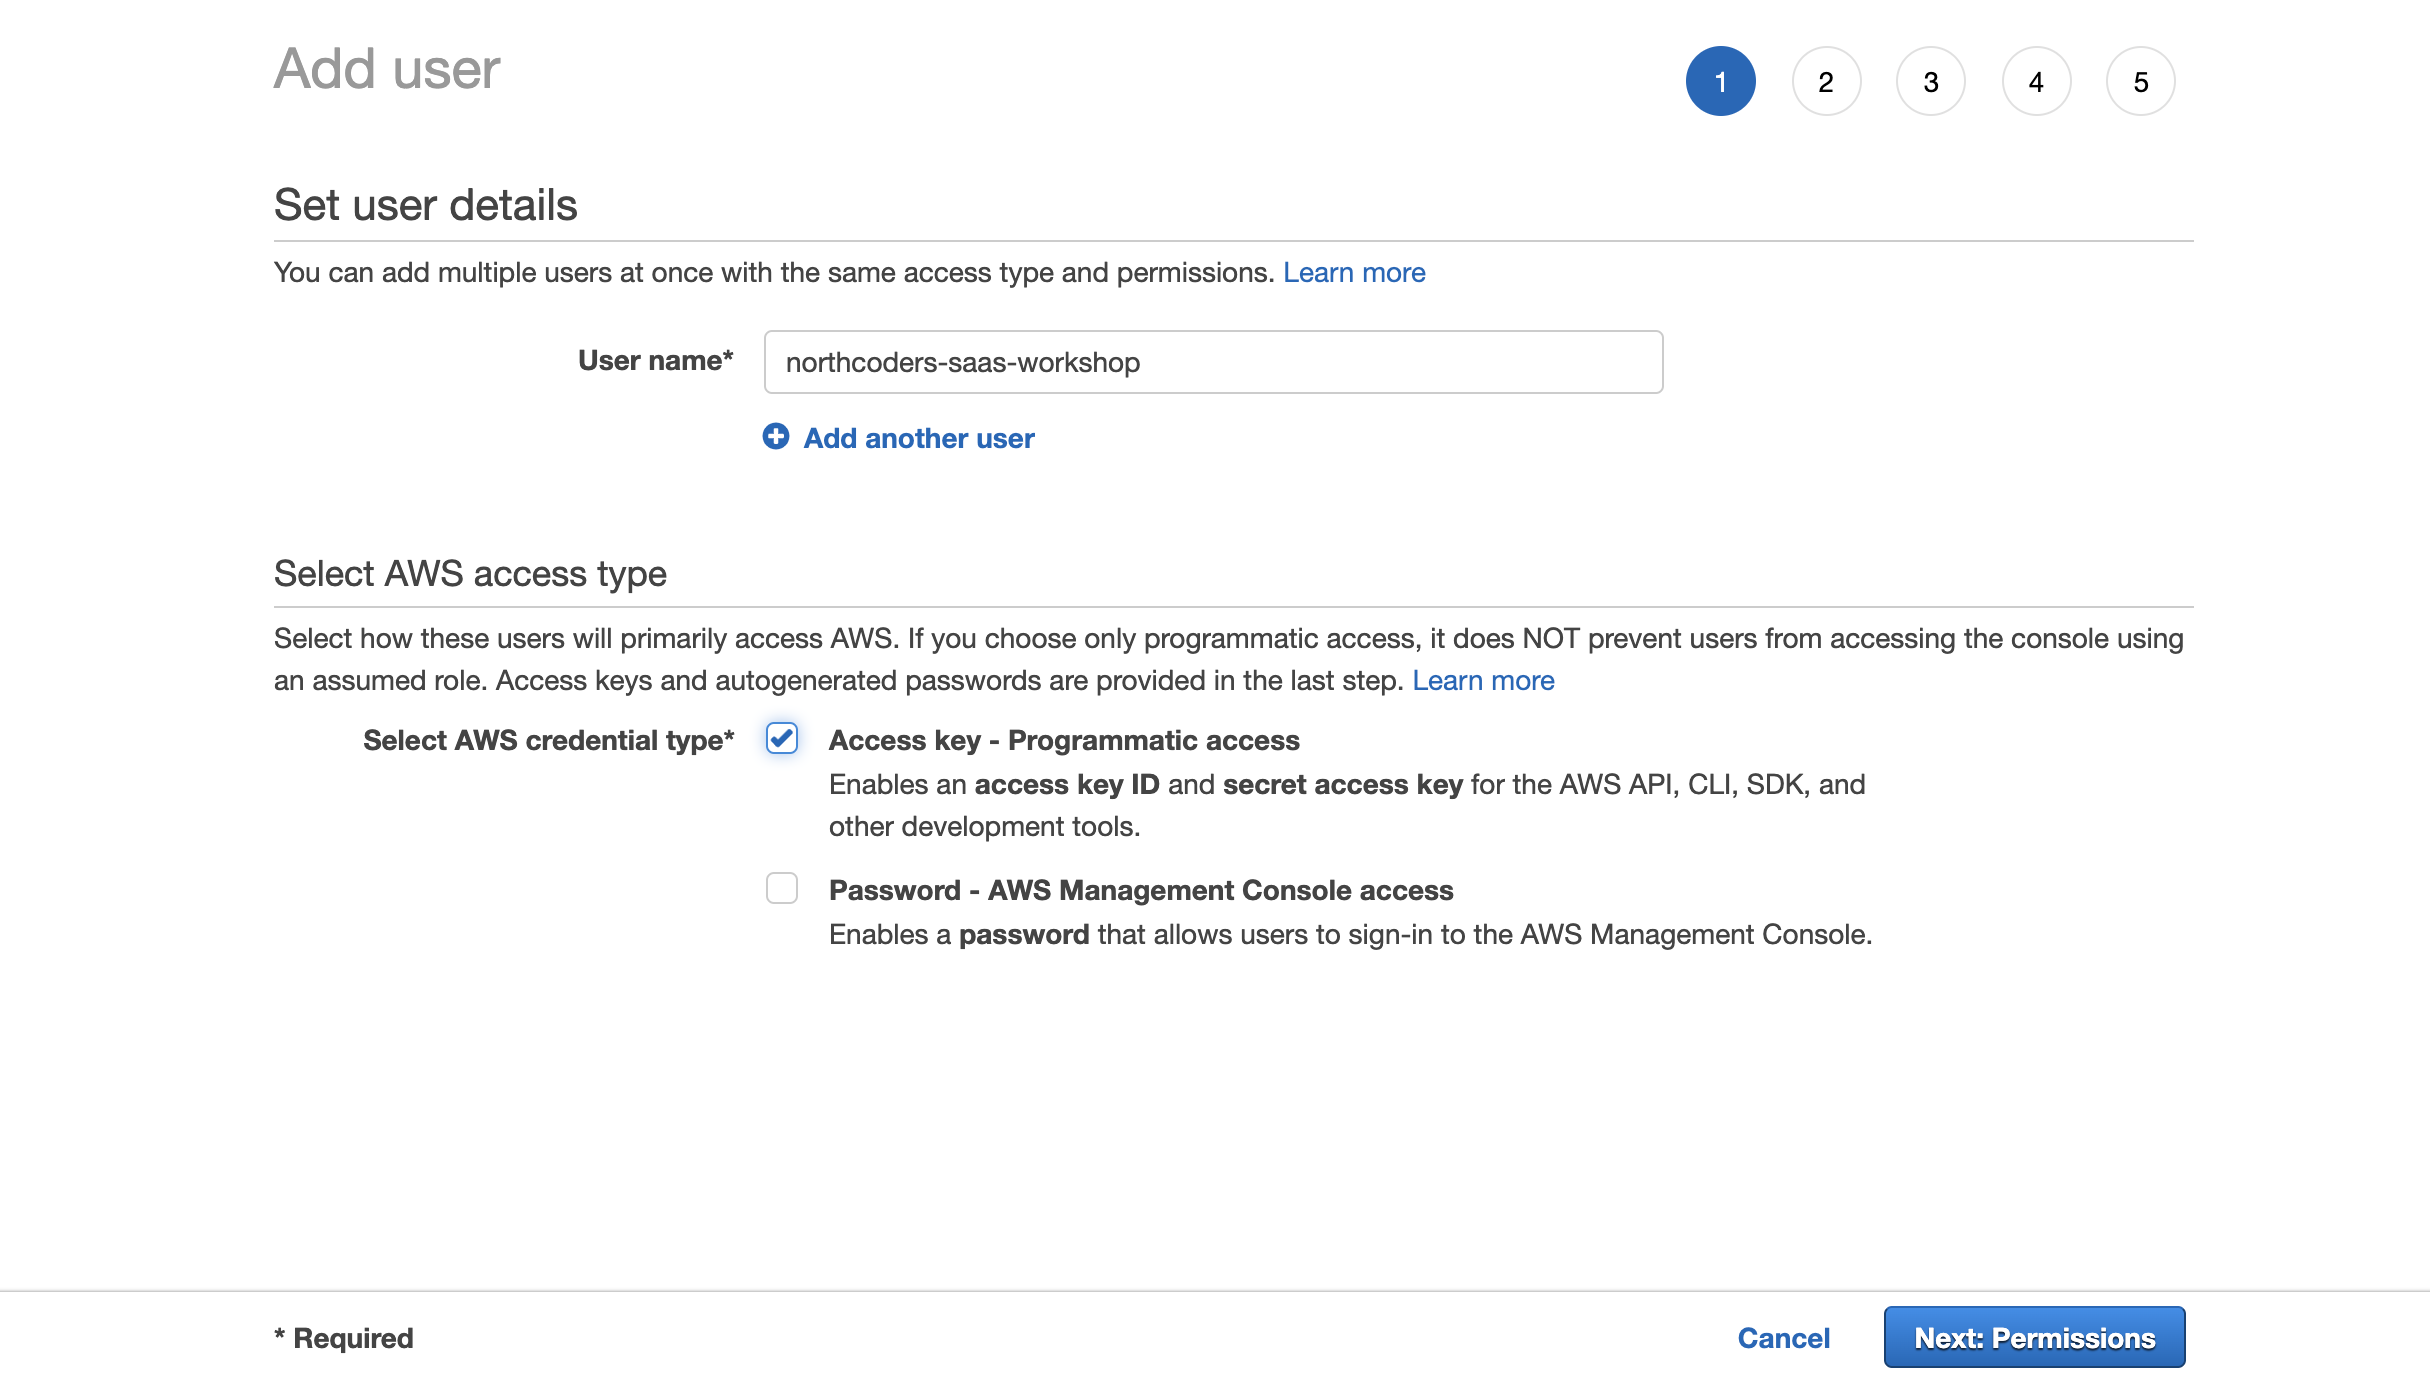 Add user
1 2 3 4 5
Set user details
You can add multiple users at once with the same access type and permissions. Learn more
User name* northcoders-saas-workshop
Add another user
Select AWS access type
Select how these users will primarily access AWS. If you choose only programmatic access, it does NOT prevent users from accessing the console using
an assumed role. Access keys and autogenerated passwords are provided in the last step. Learn more
Select AWS credential type* Access key - Programmatic access
Enables an access key ID and secret access key for the AWS API, CLI, SDK, and
other development tools.
Password - AWS Management Console access
Enables a password that allows users to sign-in to the AWS Management Console.
* Required Cancel Next: Permissions